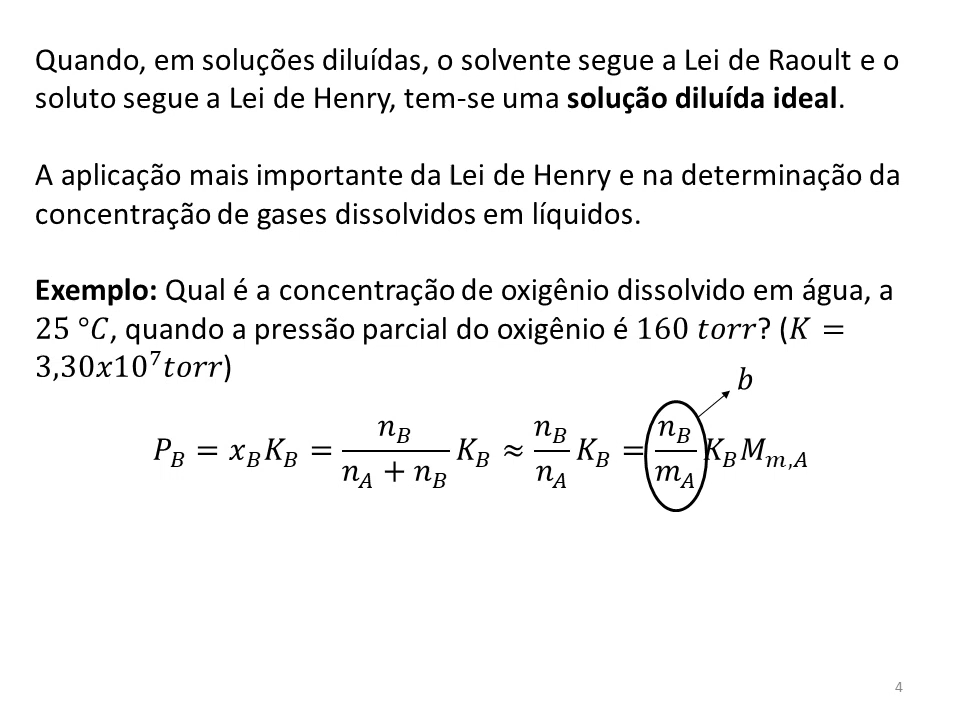 Quando, em soluções diluídas, o solvente segue a Lei de Raoult e o
soluto segue a Lei de Henry, tem-se uma solução diluída ideal.
A aplicação mais importante da Lei de Henry e na determinação da
concentração de gases dissolvidos em líquidos.
Exemplo: Qual é a concentração de oxigênio dissolvido em água, a
25 °C, quando a pressão parcial do oxigênio é 160 torr? (K =
3,30x10⁷torr)
b
P_B = x_B K_B = n_B/(n_A + n_B) K_B ≈ n_B/n_A K_B = n_B/m_A K_B M_{m,A}
4